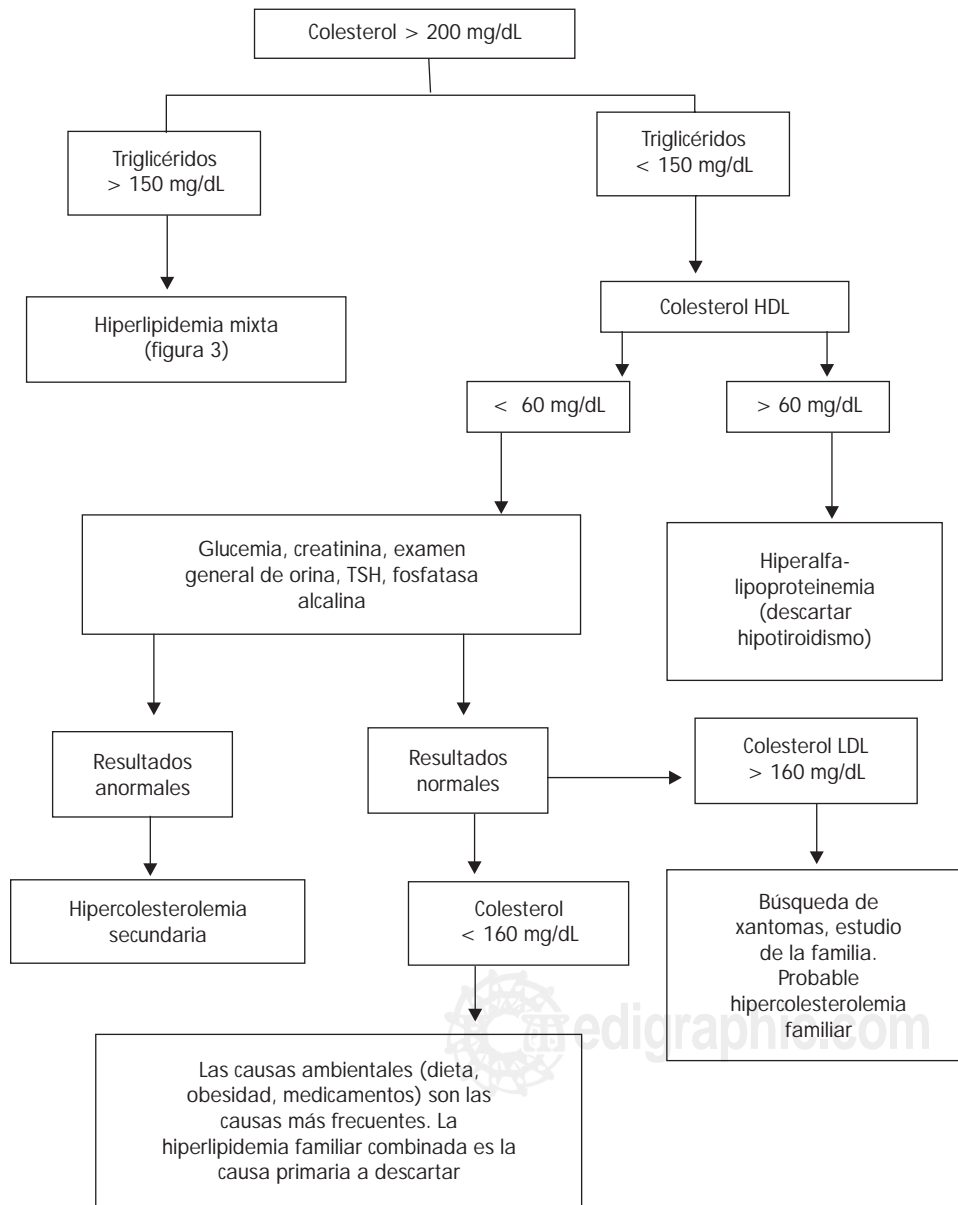 Colesterol > 200 mg/dL
Triglicéridos
> 150 mg/dL
Triglicéridos
< 150 mg/dL
Hiperlipidemia mixta
(figura 3)
Colesterol HDL
< 60 mg/dL
> 60 mg/dL
Glucemia, creatinina, examen
general de orina, TSH, fosfatasa
alcalina
Hiperalfa-
lipoproteinemia
(descartar
hipotiroidismo)
Resultados
anormales
Resultados
normales
Colesterol LDL
> 160 mg/dL
Hipercolesterolemia
secundaria
Colesterol
< 160 mg/dL
Búsqueda de
xantomas, estudio
de la familia.
Probable
hipercolesterolemia
familiar
Las causas ambientales (dieta,
obesidad, medicamentos) son las
causas más frecuentes. La
hiperlipidemia familiar combinada es la
causa primaria a descartar
edigraphic.com